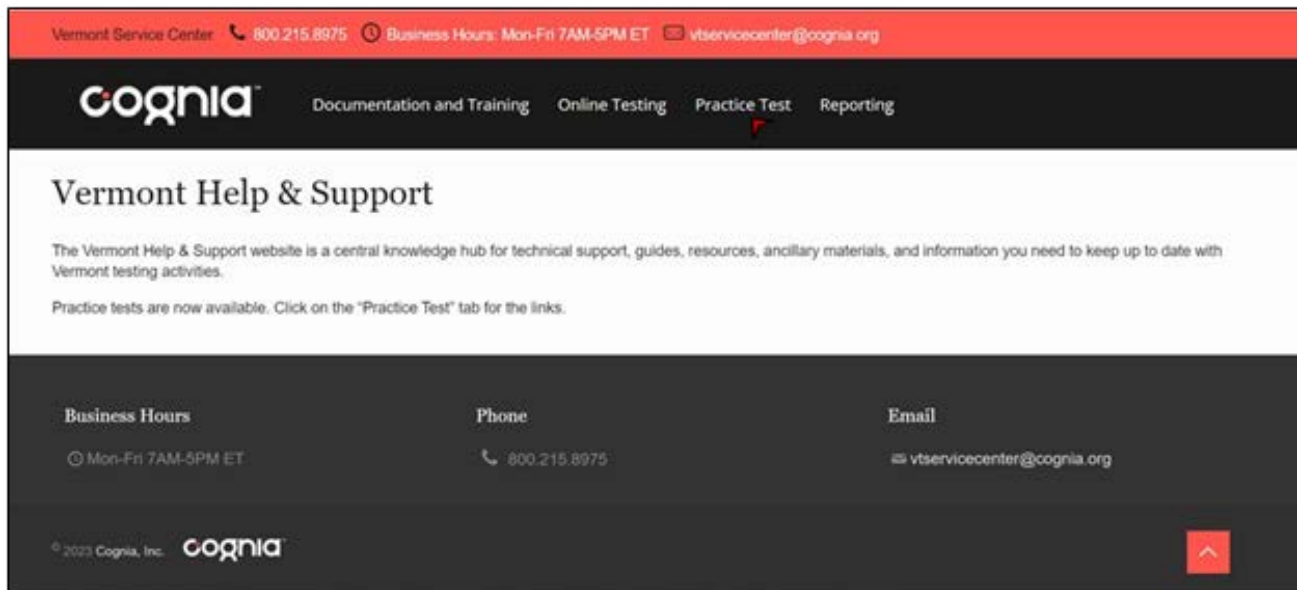 Vermont Service Center 800.215.8975 Business Hours: Mon-Fri 7AM-5PM ET vtservicecenter@cognia.org
cognia™ Documentation and Training Online Testing Practice Test Reporting
Vermont Help & Support
The Vermont Help & Support website is a central knowledge hub for technical support, guides, resources, ancillary materials, and information you need to keep up to date with
Vermont testing activities.
Practice tests are now available. Click on the "Practice Test" tab for the links.
Business Hours Phone Email
Mon-Fri 7AM-5PM ET 800.215.8975 vtservicecenter@cognia.org
© 2023 Cognia, Inc. cognia